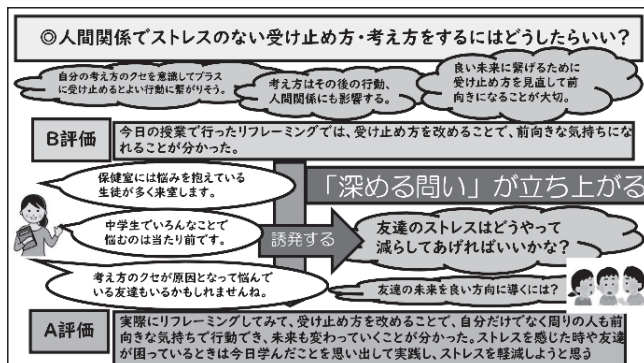 ◎人間関係でストレスのない受け止め方・考え方をするにはどうしたらいい？
自分の考え方のクセを意識してプラス
に受け止めるとよい行動に繋がりそう。
考え方はその後の行動、
人間関係にも影響する。
良い未来に繋げるために
受け止め方を見直して前
向きになることが大切。
B評価
今日の授業で行ったリフレーミングでは、受け止め方を改めることで、前向きな気持ちにな
れることが分かった。
保健室には悩みを抱えている
生徒が多く来室します。
「深める問い」が立ち上がる
中学生でいろんなことで
悩むのは当たり前です。
誘発する
友達のストレスはどうやって
減らしてあげればいいかな？
考え方のクセが原因となって悩んで
いる友達もいるかもしれませんね。
友達の未来を良い方向に導くには？
A評価
実際にリフレーミングしてみて、受け止め方を改めることで、自分だけでなく周りの人も前
向きな気持ちで行動でき、未来も変わっていくことが分かった。ストレスを感じた時や友達
が困っているときは今日学んだことを思い出して実践し、ストレスを軽減しようと思う